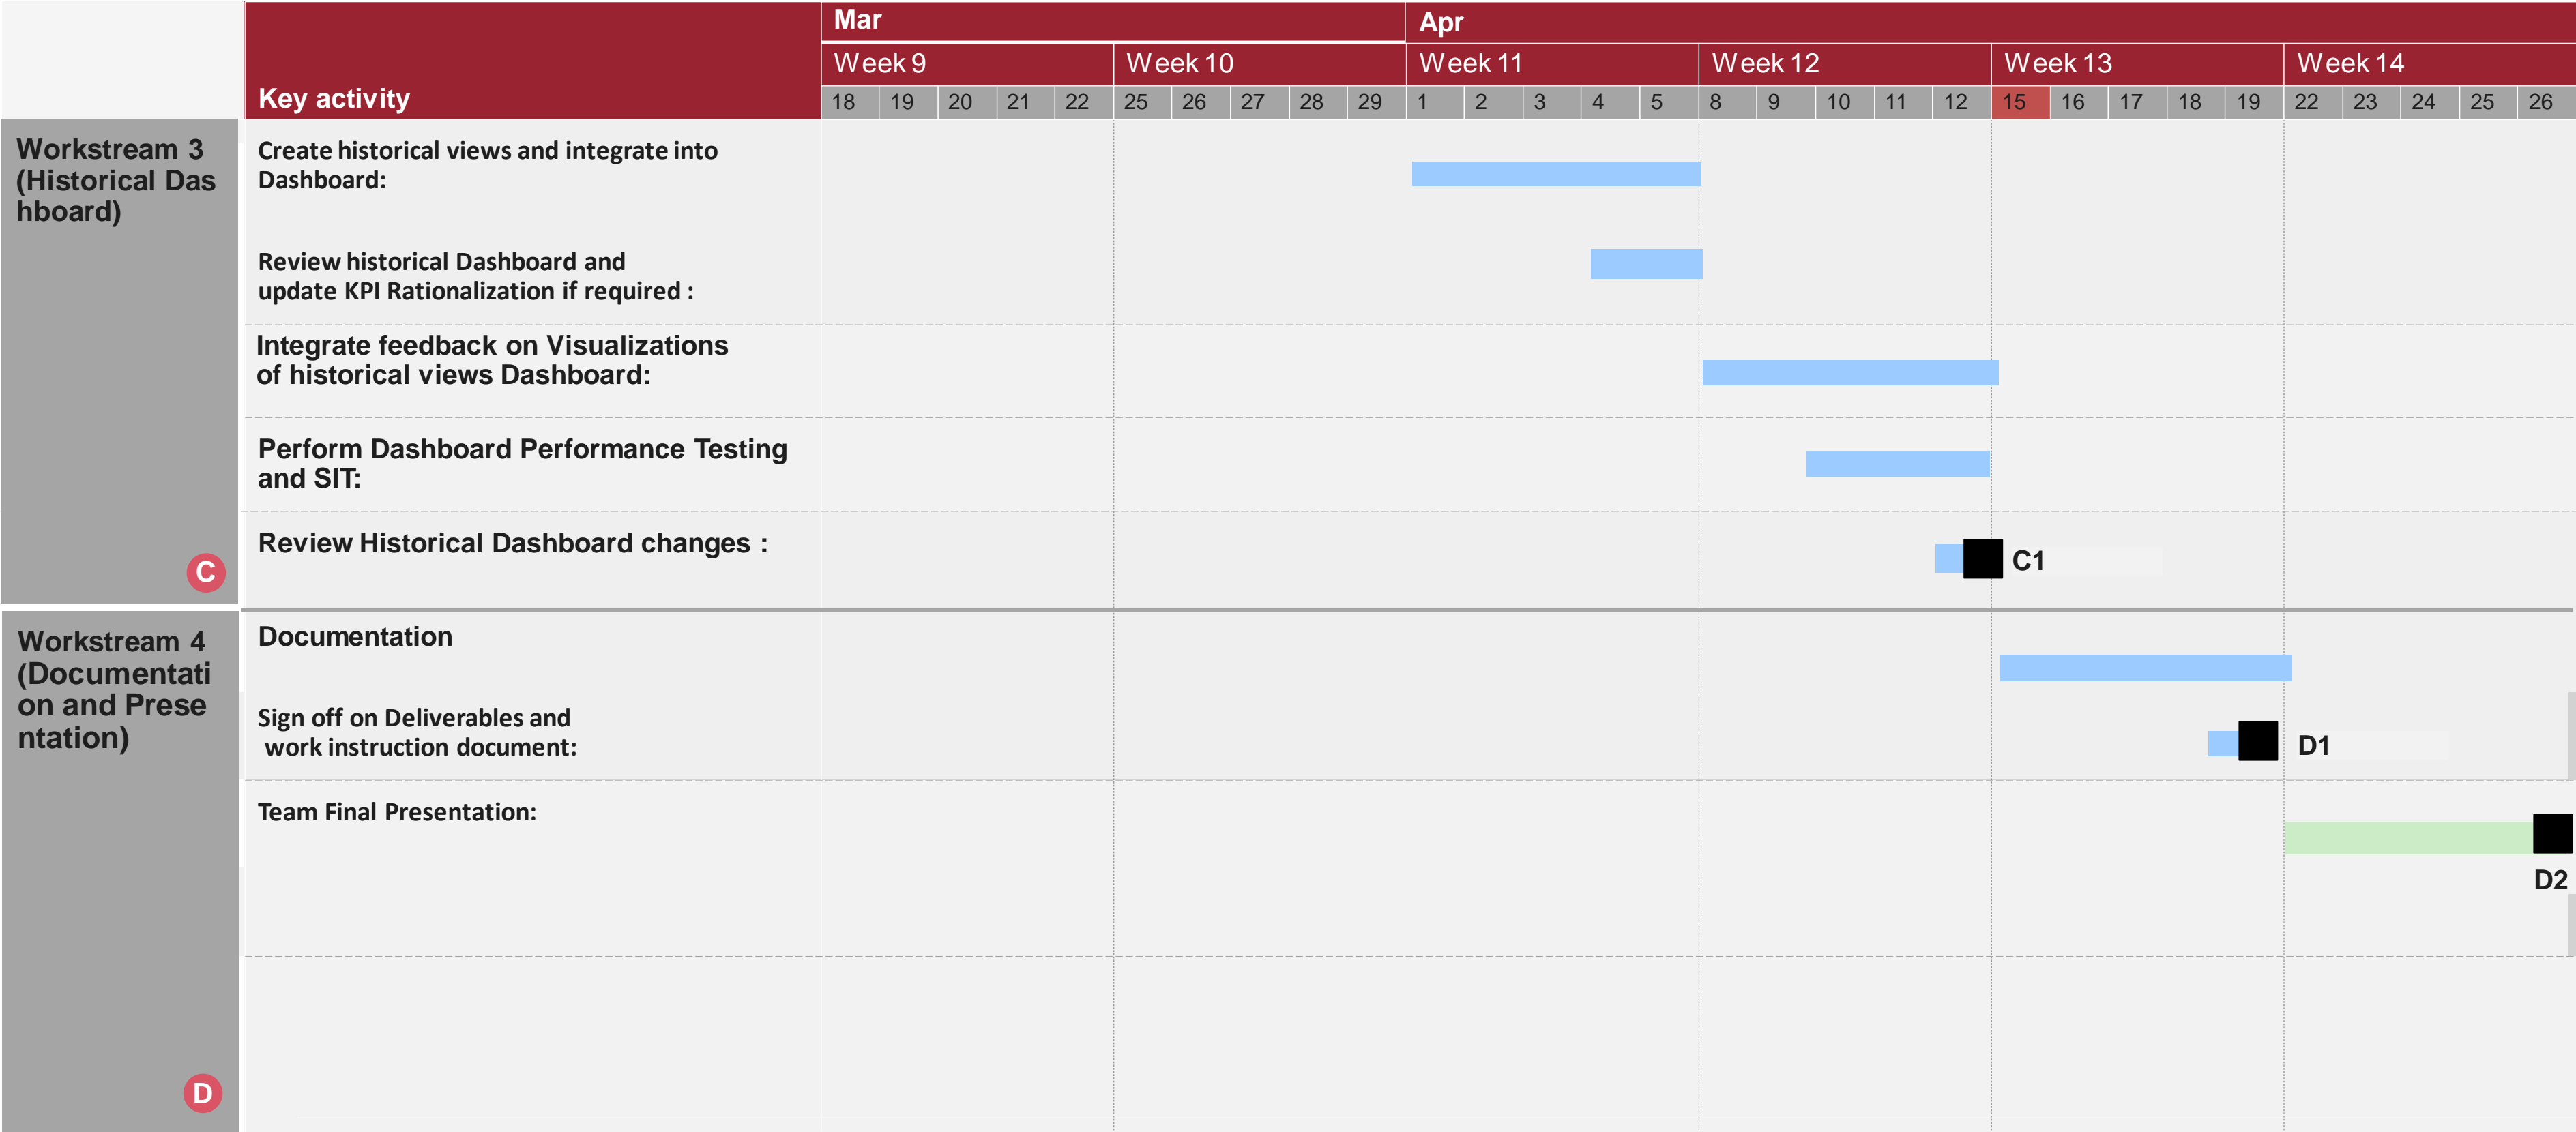 Mar
Apr
Week 9
Week 10
Week 11
Week 12
Week 13
Week 14
Key activity
18 19 20 21 22 25 26 27 28 29 1 2 3 4 5 8 9 10 11 12 15 16 17 18 19 22 23 24 25 26
Workstream 3
(Historical Das
hboard)
C
Create historical views and integrate into
Dashboard:
Review historical Dashboard and
update KPI Rationalization if required :
Integrate feedback on Visualizations
of historical views Dashboard:
Perform Dashboard Performance Testing
and SIT:
Review Historical Dashboard changes :
C1
Workstream 4
(Documentati
on and Prese
ntation)
D
Documentation
Sign off on Deliverables and
work instruction document:
D1
Team Final Presentation:
D2